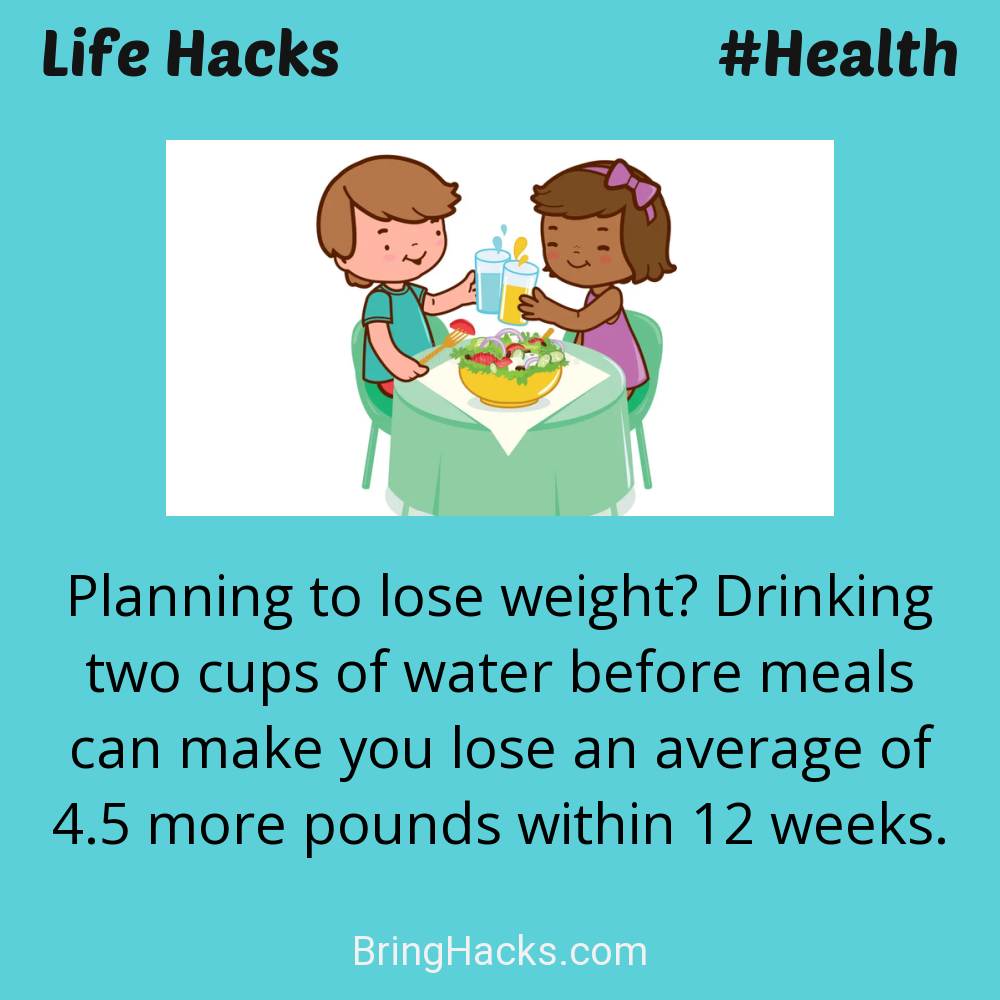 Life Hacks
#Health
Planning to lose weight? Drinking
two cups of water before meals
can make you lose an average of
4.5 more pounds within 12 weeks.
BringHacks.com